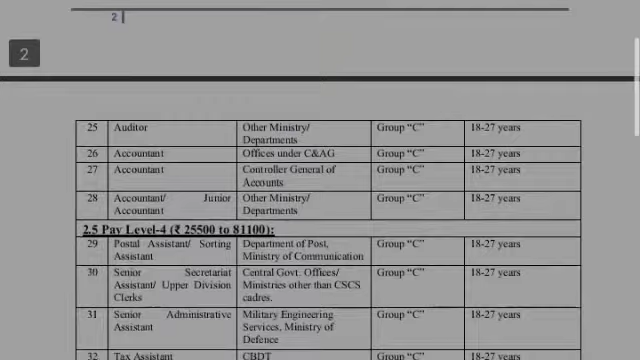 2 |
2
25 Auditor Other Ministry/ Group “C” 18-27 years
Departments
26 Accountant Offices under C&AG Group “C” 18-27 years
27 Accountant Controller General of Group “C” 18-27 years
Accounts
28 Accountant/ Junior Other Ministry/ Group “C” 18-27 years
Accountant Departments
2.5 Pay Level-4 (₹ 25500 to 81100):
29 Postal Assistant/ Sorting Department of Post, Group “C” 18-27 years
Assistant Ministry of Communication
30 Senior Secretariat Central Govt. Offices/ Group “C” 18-27 years
Assistant/ Upper Division Ministries other than CSCS
Clerks cadres.
31 Senior Administrative Military Engineering Group “C” 18-27 years
Assistant Services, Ministry of
Defence
32 Tax Assistant CBDT Group “C” 18-27 years